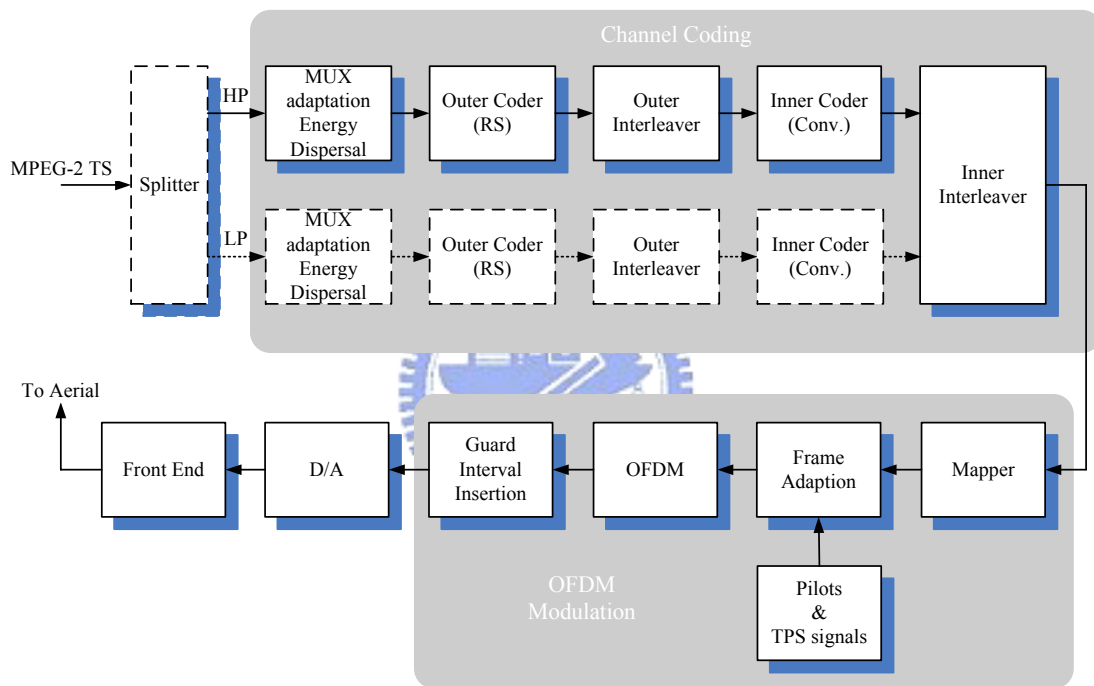 Channel Coding
MPEG-2 TS
Splitter
HP
MUX
adaptation
Energy
Dispersal
Outer Coder
(RS)
Outer
Interleaver
Inner Coder
(Conv.)
Inner
Interleaver
LP
MUX
adaptation
Energy
Dispersal
Outer Coder
(RS)
Outer
Interleaver
Inner Coder
(Conv.)
To Aerial
Front End
D/A
Guard
Interval
Insertion
OFDM
Frame
Adaption
Mapper
OFDM
Modulation
Pilots
&
TPS signals